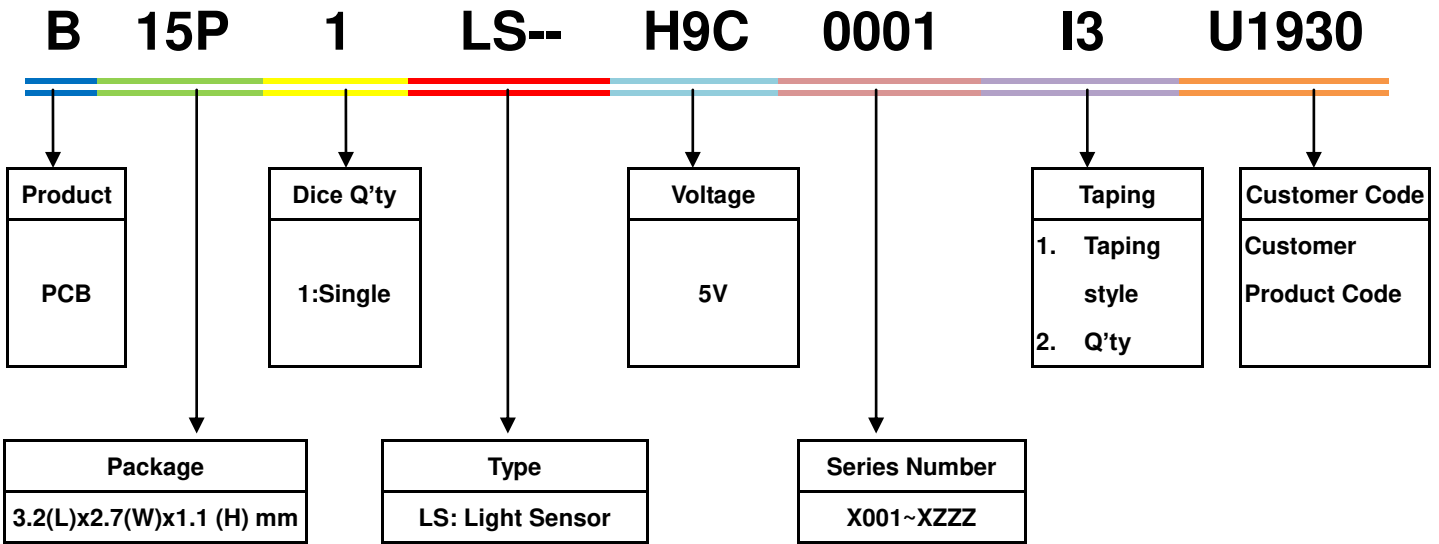 B 15P 1 LS-- H9C 0001 I3 U1930
Product
PCB
Dice Q'ty
1:Single
Voltage
5V
Taping
1. Taping
style
2. Q'ty
Customer Code
Customer
Product Code
Package
3.2(L)x2.7(W)x1.1 (H) mm
Type
LS: Light Sensor
Series Number
X001~XZZZ